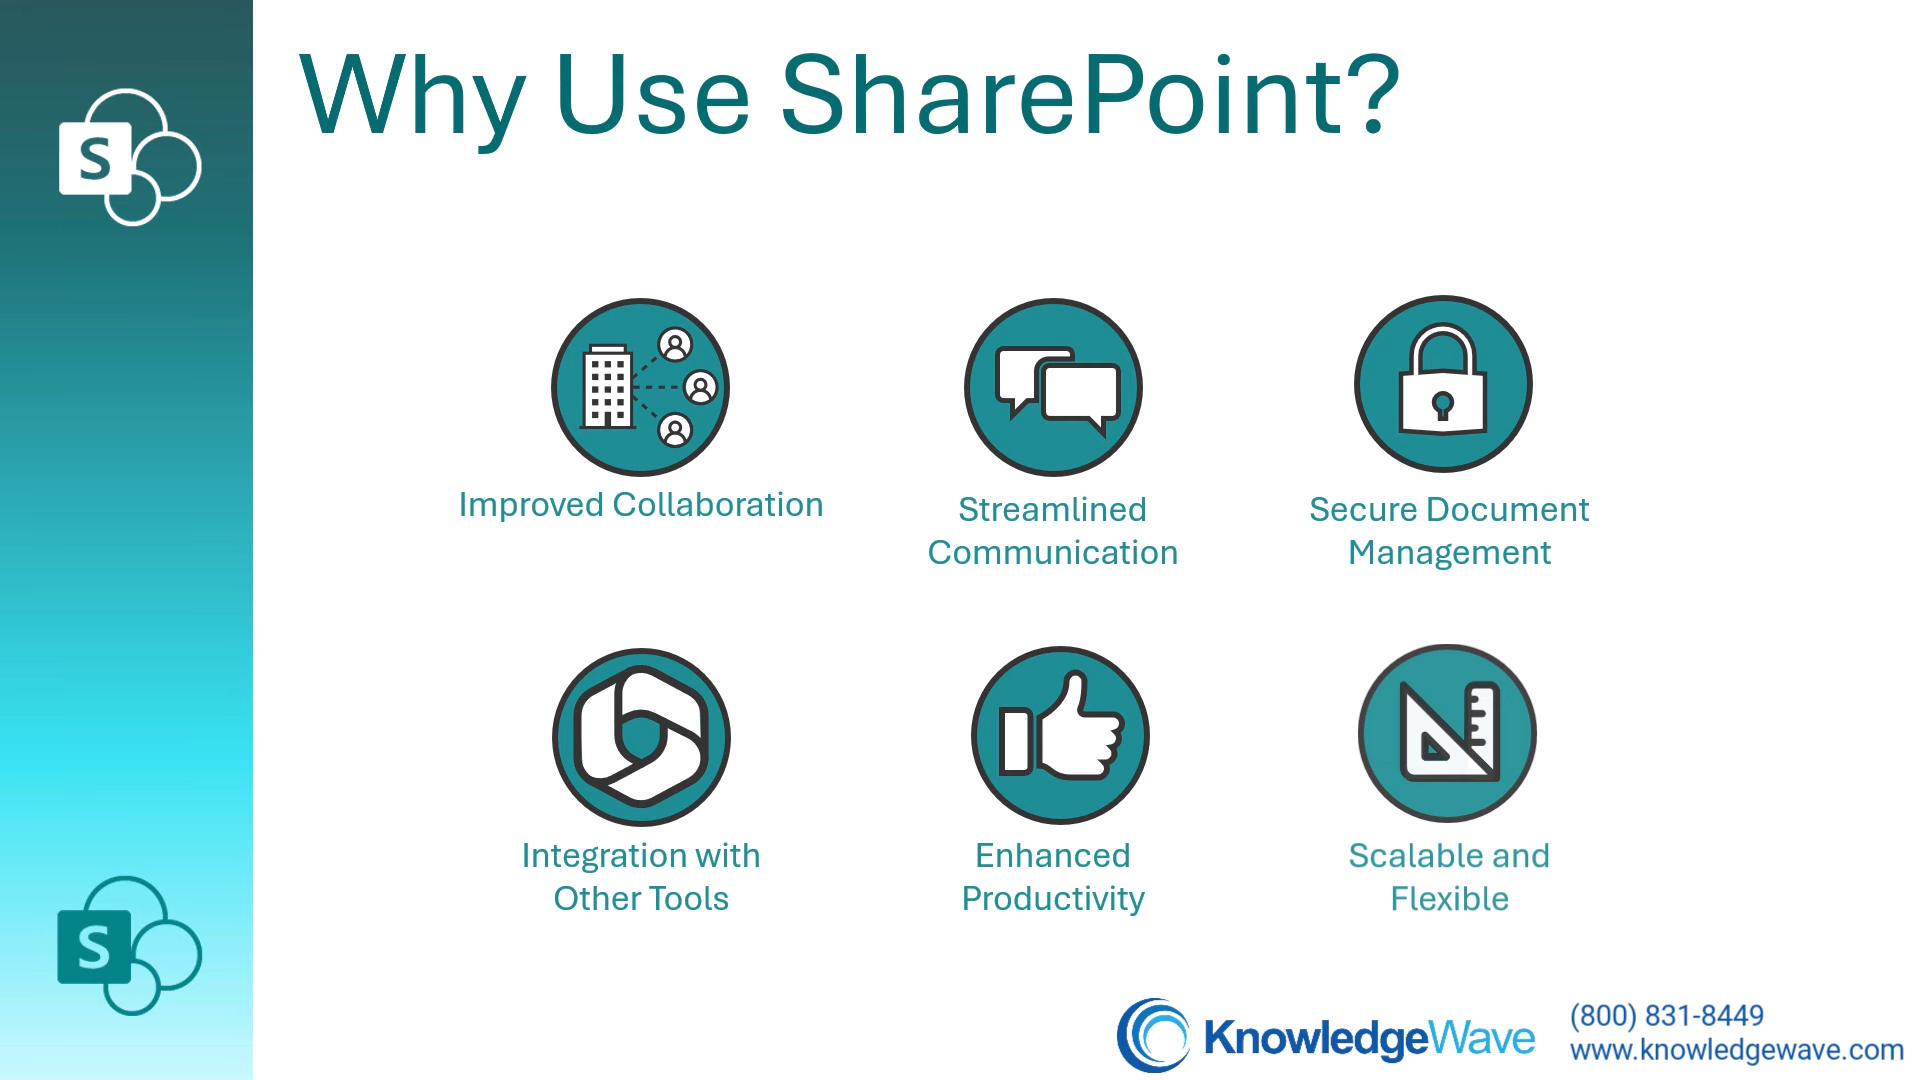 Why Use SharePoint?
S
Improved Collaboration
Streamlined
Communication
Secure Document
Management
Integration with
Other Tools
Enhanced
Productivity
Scalable and
Flexible
S
KnowledgeWave
(800) 831-8449
www.knowledgewave.com